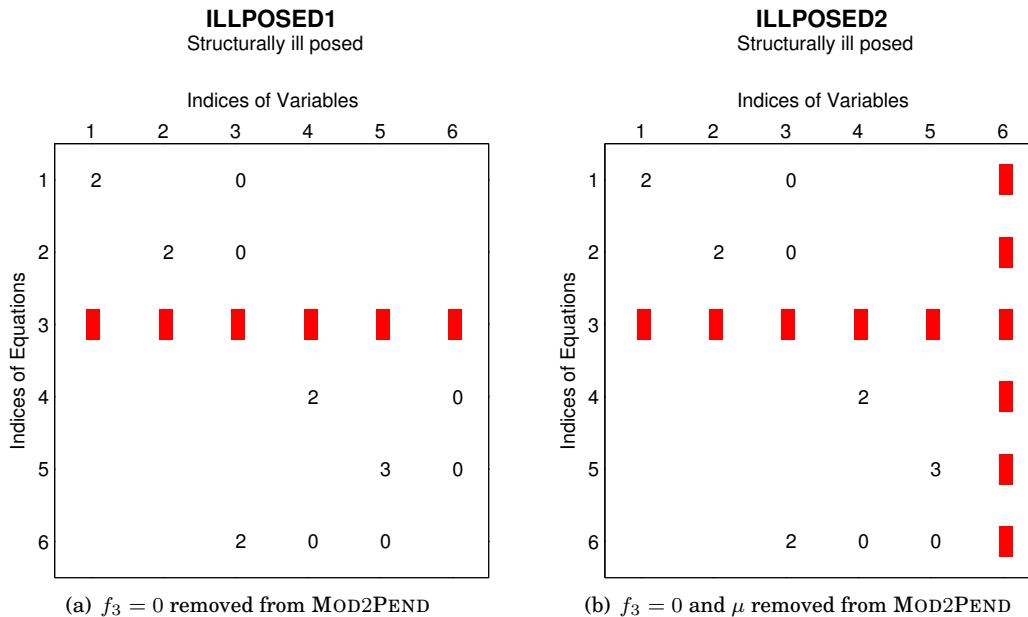 ILLPOSED1
Structurally ill posed
Indices of Variables
1 2 3 4 5 6
Indices of Equations
1 2 0
2 2 0
3
4 2 0
5 3 0
6 2 0 0
(a) f₃ = 0 removed from MOD2PEND
ILLPOSED2
Structurally ill posed
Indices of Variables
1 2 3 4 5 6
Indices of Equations
1 2 0
2 2 0
3
4 2
5 3
6 2 0 0
(b) f₃ = 0 and μ removed from MOD2PEND